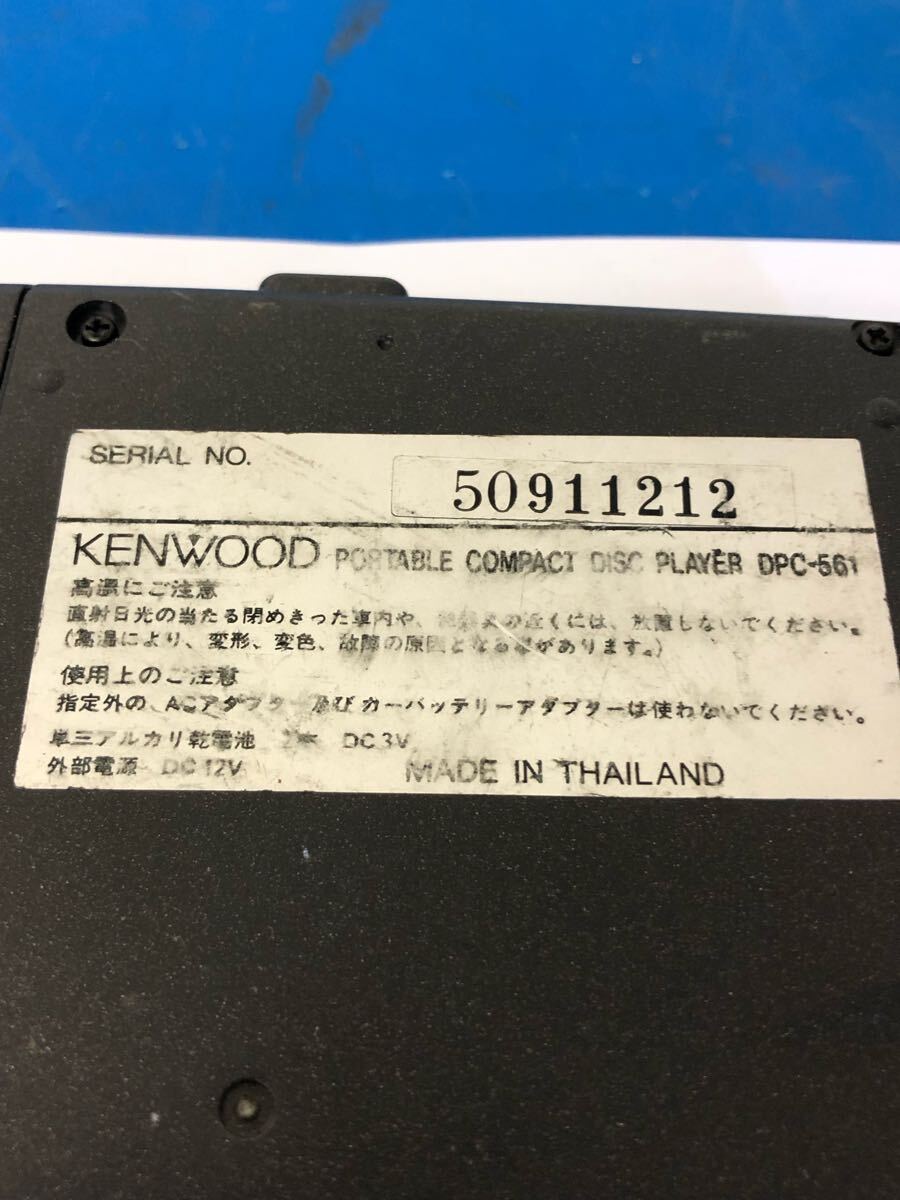 SERIAL NO.
50911212
KENWOOD PORTABLE COMPACT DISC PLAYER DPC-561
高温にご注意
直射日光の当たる閉めきった車内や、の近くには、放置しないでください。
(高温により、変形、変色、故障の原因となる事があります。)
使用上のご注意
指定外の、ACアダプター及びカーバッテリーアダプターは使わないでください。
単三アルカリ乾電池 2本 DC 3V
外部電源 DC 12V
MADE IN THAILAND